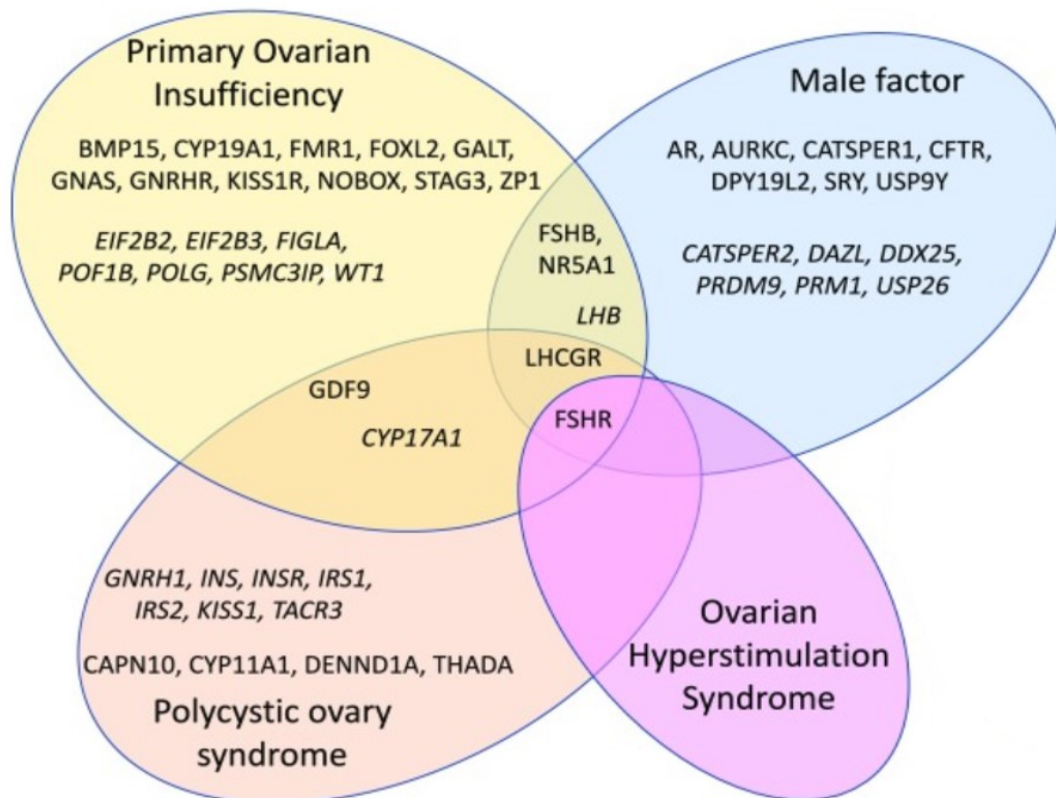 Primary Ovarian
Insufficiency
BMP15, CYP19A1, FMR1, FOXL2, GALT,
GNAS, GNRHR, KISS1R, NOBOX, STAG3, ZP1
EIF2B2, EIF2B3, FIGLA,
POF1B, POLG, PSMC3IP, WT1
Male factor
AR, AURKC, CATSPER1, CFTR,
DPY19L2, SRY, USP9Y
CATSPER2, DAZL, DDX25,
PRDM9, PRM1, USP26
FSHB,
NR5A1
LHB
LHCGR
FSHR
GDF9
CYP17A1
GNRH1, INS, INSR, IRS1,
IRS2, KISS1, TACR3
CAPN10, CYP11A1, DENND1A, THADA
Polycystic ovary
syndrome
Ovarian
Hyperstimulation
Syndrome